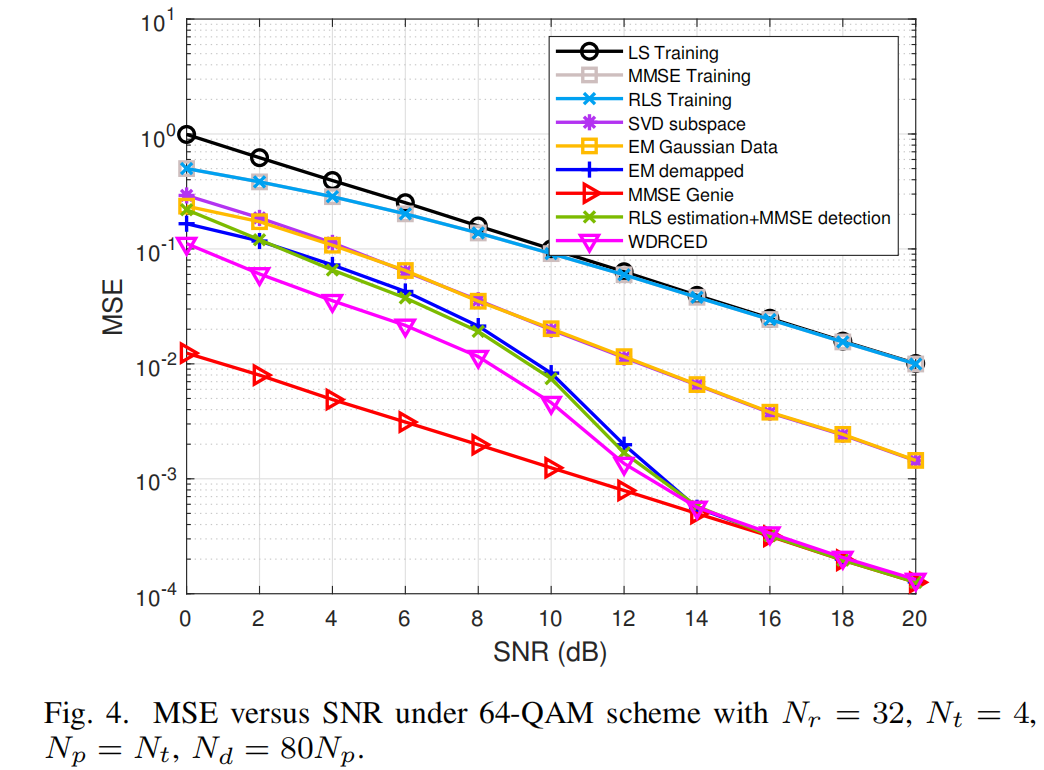 10^1
10^0
10^-1
10^-2
10^-3
10^-4
MSE
LS Training
MMSE Training
RLS Training
SVD subspace
EM Gaussian Data
EM demapped
MMSE Genie
RLS estimation+MMSE detection
WDRCED
0 2 4 6 8 10 12 14 16 18 20
SNR (dB)
Fig. 4. MSE versus SNR under 64-QAM scheme with N_r = 32, N_t = 4,
N_p = N_t, N_d = 80N_p.